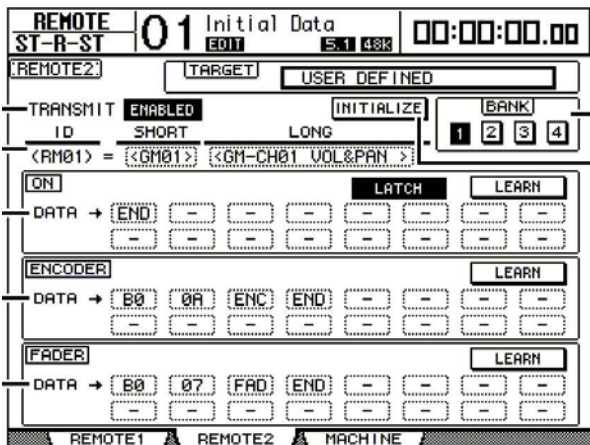 REMOTE
ST-R-ST
01 Initial Data
EDIT 5.1 48K
00:00:00.00
REMOTE2
TARGET USER DEFINED
TRANSMIT ENABLED INITIALIZE BANK
ID SHORT LONG 1 2 3 4
(RM01) = <GM01> <GM-CH01 VOL&PAN >
ON LATCH LEARN
DATA → END - - - - - - -
- - - - - - - -
ENCODER LEARN
DATA → B0 0A ENC END - - - -
- - - - - - - -
FADER LEARN
DATA → B0 07 FAD END - - - -
- - - - - - - -
REMOTE1 REMOTE2 MACHINE